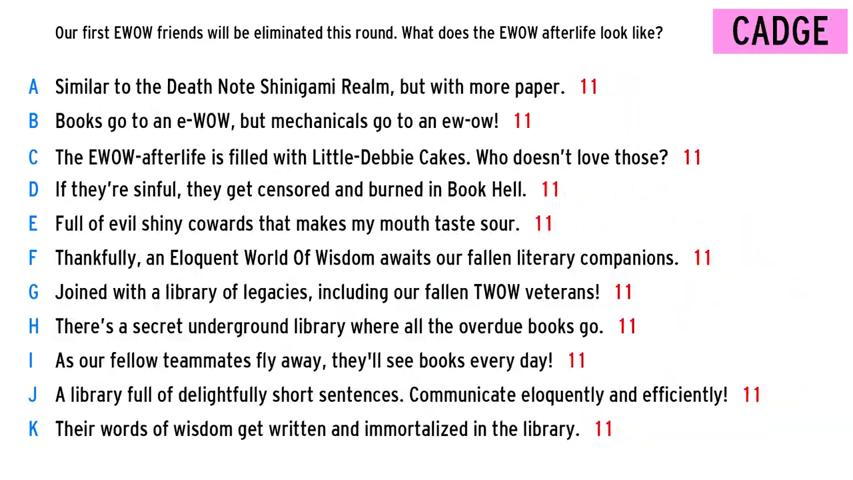 Our first EWOW friends will be eliminated this round. What does the EWOW afterlife look like?
CADGE
A Similar to the Death Note Shinigami Realm, but with more paper. 11
B Books go to an e-WOW, but mechanicals go to an ew-ow! 11
C The EWOW-afterlife is filled with Little-Debbie Cakes. Who doesn't love those? 11
D If they're sinful, they get censored and burned in Book Hell. 11
E Full of evil shiny cowards that makes my mouth taste sour. 11
F Thankfully, an Eloquent World Of Wisdom awaits our fallen literary companions. 11
G Joined with a library of legacies, including our fallen TWOW veterans! 11
H There's a secret underground library where all the overdue books go. 11
I As our fellow teammates fly away, they'll see books every day! 11
J A library full of delightfully short sentences. Communicate eloquently and efficiently! 11
K Their words of wisdom get written and immortalized in the library. 11